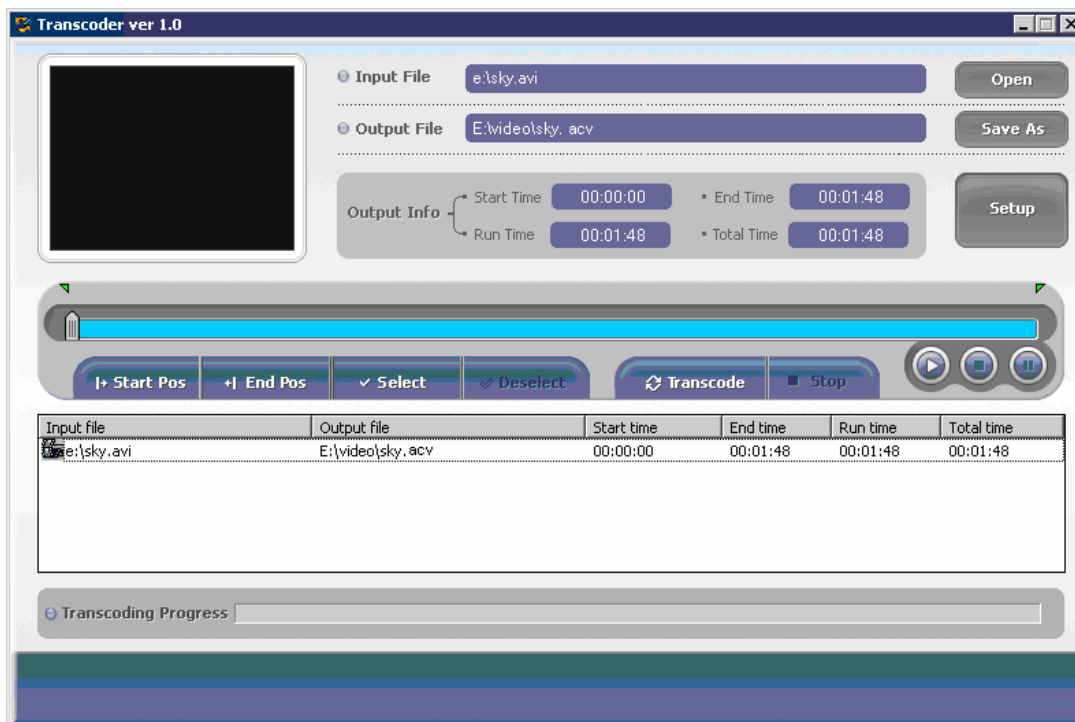 Transcoder ver 1.0
Input File e:\sky.avi Open
Output File E:\video\sky. acv Save As
Output Info Start Time 00:00:00 End Time 00:01:48 Setup
Run Time 00:01:48 Total Time 00:01:48
Start Pos End Pos Select Deselect Transcode Stop
Input file Output file Start time End time Run time Total time
e:\sky.avi E:\video\sky.acv 00:00:00 00:01:48 00:01:48 00:01:48
Transcoding Progress